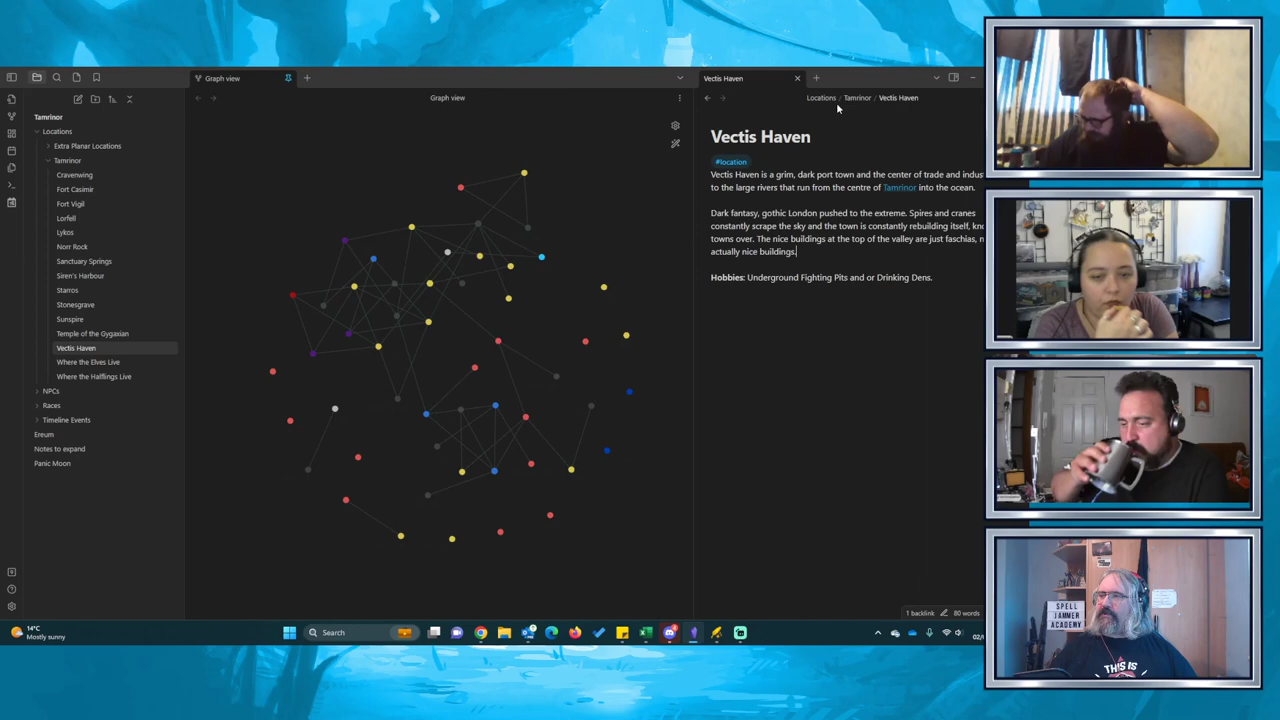 Graph view
Vectis Haven
Graph view
Locations / Tamrinor / Vectis Haven
Tamrinor
Locations
Extra Planar Locations
Tamrinor
Cravenwing
Fort Casimir
Fort Vigil
Lorfell
Lykos
Norr Rock
Sanctuary Springs
Siren's Harbour
Starros
Stonesgrave
Sunspire
Temple of the Gygaxian
Vectis Haven
Where the Elves Live
Where the Halflings Live
NPCs
Races
Timeline Events
Ereum
Notes to expand
Panic Moon
Vectis Haven
#location
Vectis Haven is a grim, dark port town and the center of trade and
to the large rivers that run from the centre of Tamrinor into the ocean.
Dark fantasy, gothic London pushed to the extreme. Spires and cranes
constantly scrape the sky and the town is constantly rebuilding itself,
towns over. The nice buildings at the top of the valley are just faschias,
actually nice buildings.
Hobbies: Underground Fighting Pits and or Drinking Dens.
1 backlink
80 words
14°C
Mostly sunny
Search
SPELL
JAMMER
ACADEMY
THIS IS